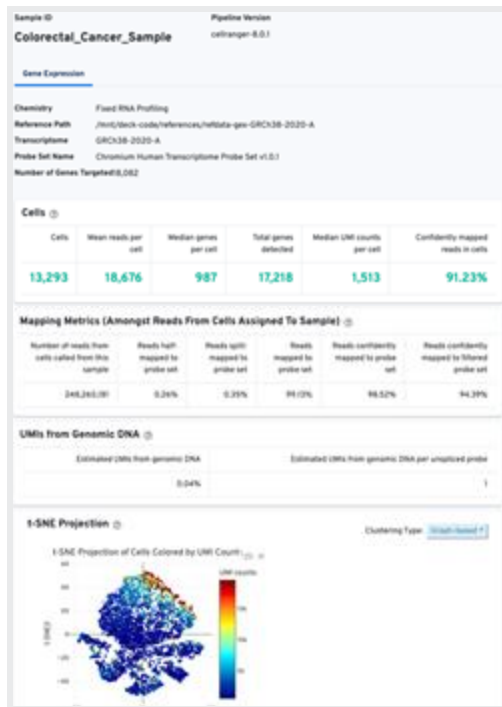 Sample ID
Pipeline Version
Colorectal_Cancer_Sample
cellranger-8.0.1
Gene Expression
Chemistry Fixed RNA Profiling
Reference Path /mnt/deck-code/references/refdata-gex-GRCh38-2020-A
Transcriptome GRCh38-2020-A
Probe Set Name Chromium Human Transcriptome Probe Set v1.0.1
Number of Genes Targeted 18,082
Cells
Cells
Mean reads per cell
Median genes per cell
Total genes detected
Median UMI counts per cell
Confidently mapped reads in cells
13,293 18,676 987 17,218 1,513 91.23%
Mapping Metrics (Amongst Reads From Cells Assigned To Sample)
Number of reads from cells called from this sample
Reads half-mapped to probe set
Reads split-mapped to probe set
Reads mapped to probe set
Reads confidently mapped to probe set
Reads confidently mapped to filtered probe set
0.26% 0.35% 99.13% 98.52% 94.39%
UMIs from Genomic DNA
Estimated UMIs from genomic DNA
Estimated UMIs from genomic DNA per unspliced probe
0.04% 1
t-SNE Projection
Clustering Type: Graph-based
t-SNE Projection of Cells Colored by UMI Counts
UMI counts
t-SNE2